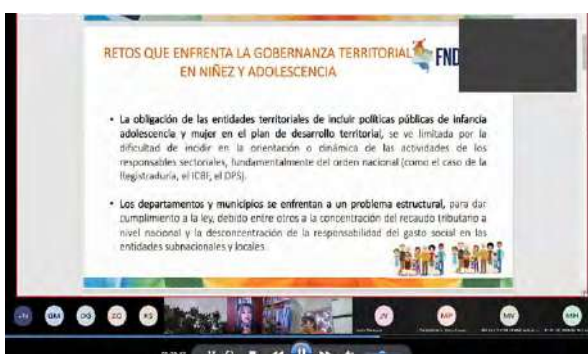 RETOS QUE ENFRENTA LA GOBERNANZA TERRITORIAL
EN NIÑEZ Y ADOLESCENCIA
FND
• La obligación de las entidades territoriales de incluir políticas públicas de infancia
adolescencia y mujer en el plan de desarrollo territorial, se ve limitada por la
dificultad de incidir en la orientación o dinámica de las actividades de los
responsables sectoriales, fundamentalmente del orden nacional (como el caso de la
Registraduría, el ICBF, el DPS).
• Los departamentos y municipios se enfrentan a un problema estructural, para dar
cumplimiento a la ley, debido entre otros a la concentración del recaudo tributario a
nivel nacional y la desconcentración de la responsabilidad del gasto social en las
entidades subnacionales y locales.
GM
DG
ZQ
KS
JY
MP
MV
MH